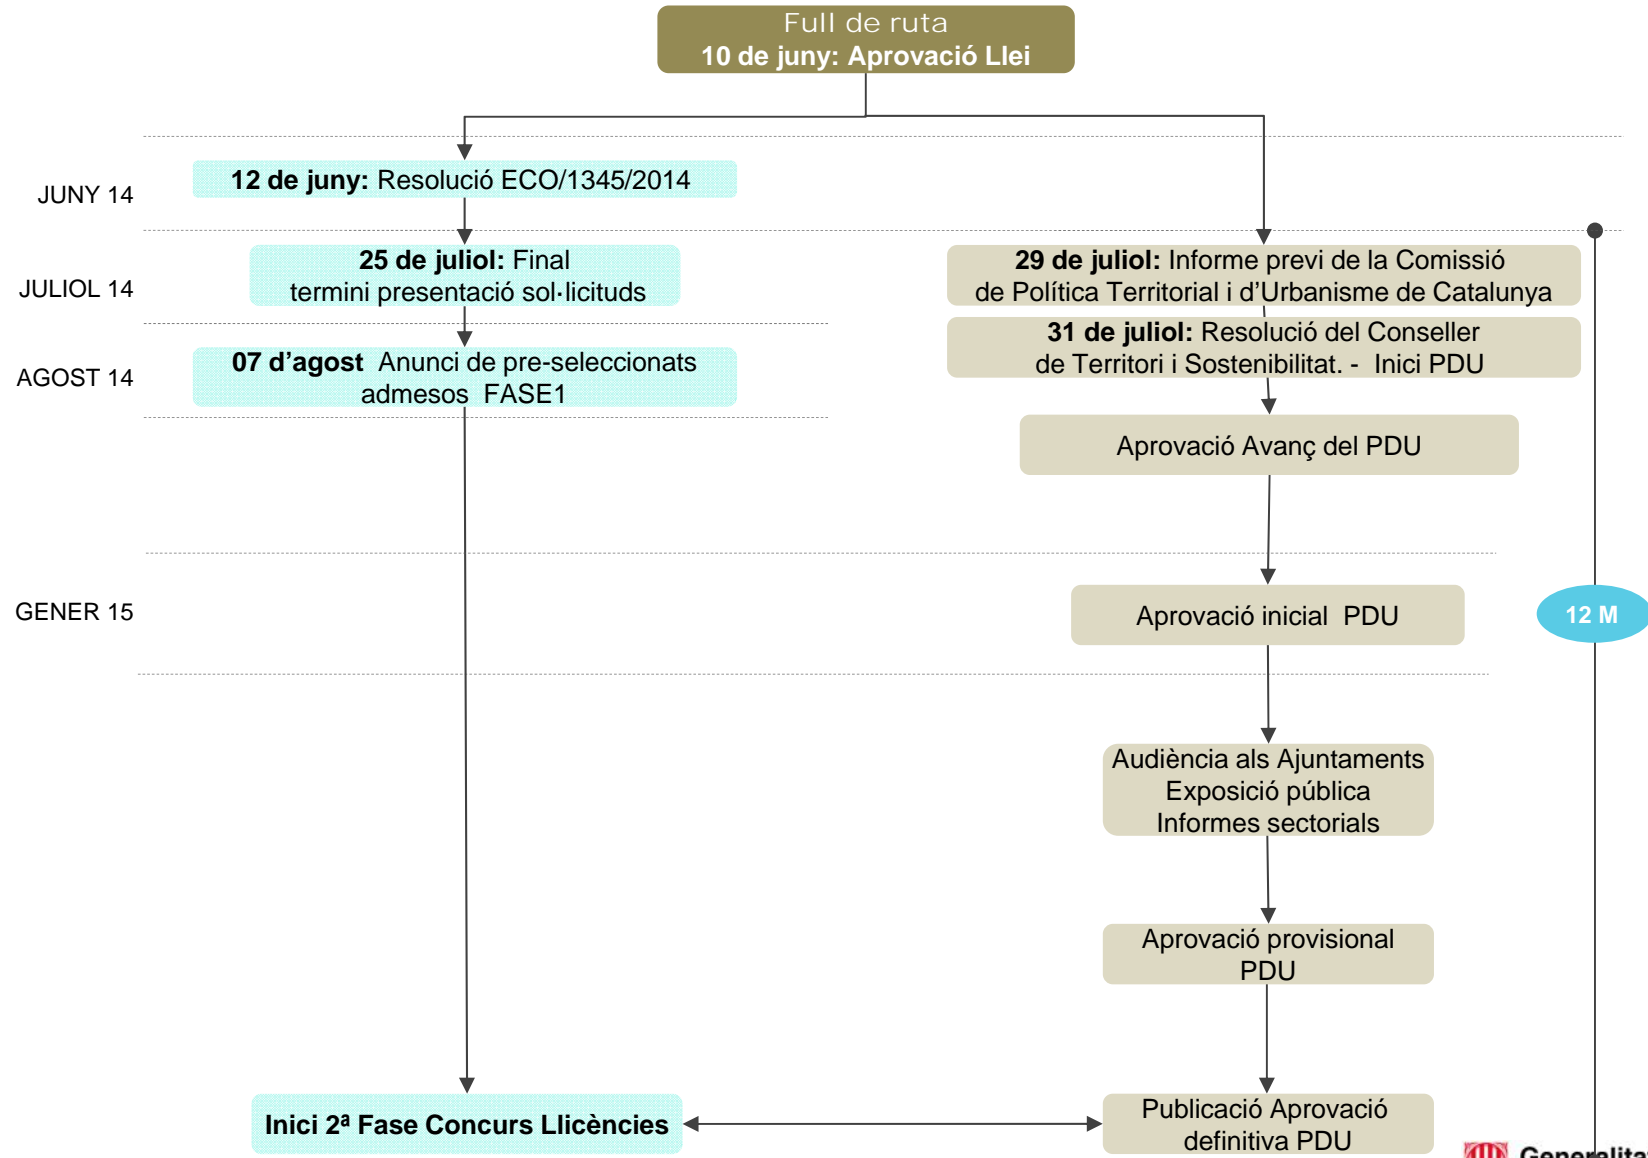 Full de ruta
10 de juny: Aprovació Llei
JUNY 14
12 de juny: Resolució ECO/1345/2014
JULIOL 14
25 de juliol: Final
termini presentació sol·licituds
29 de juliol: Informe previ de la Comissió
de Política Territorial i d'Urbanisme de Catalunya
31 de juliol: Resolució del Conseller
de Territori i Sostenibilitat. - Inici PDU
AGOST 14
07 d'agost Anunci de pre-seleccionats
admesos FASE1
Aprovació Avanç del PDU
GENER 15
Aprovació inicial PDU
12 M
Audiència als Ajuntaments
Exposició pública
Informes sectorials
Aprovació provisional
PDU
Inici 2ª Fase Concurs Llicències
Publicació Aprovació
definitiva PDU